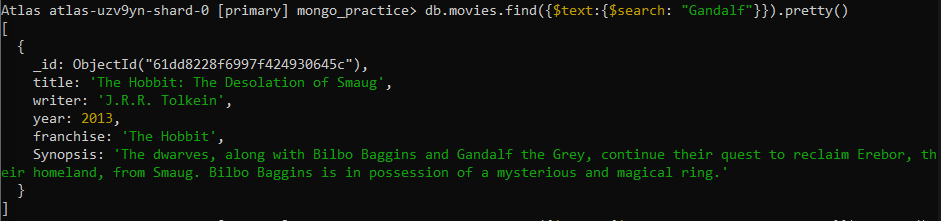 Atlas atlas-uzv9yn-shard-0 [primary] mongo_practice> db.movies.find({$text:{$search: "Gandalf"}}).pretty()
[
  {
    _id: ObjectId("61dd8228f6997f424930645c"),
    title: 'The Hobbit: The Desolation of Smaug',
    writer: 'J.R.R. Tolkein',
    year: 2013,
    franchise: 'The Hobbit',
    Synopsis: 'The dwarves, along with Bilbo Baggins and Gandalf the Grey, continue their quest to reclaim Erebor, th
eir homeland, from Smaug. Bilbo Baggins is in possession of a mysterious and magical ring.'
  }
]